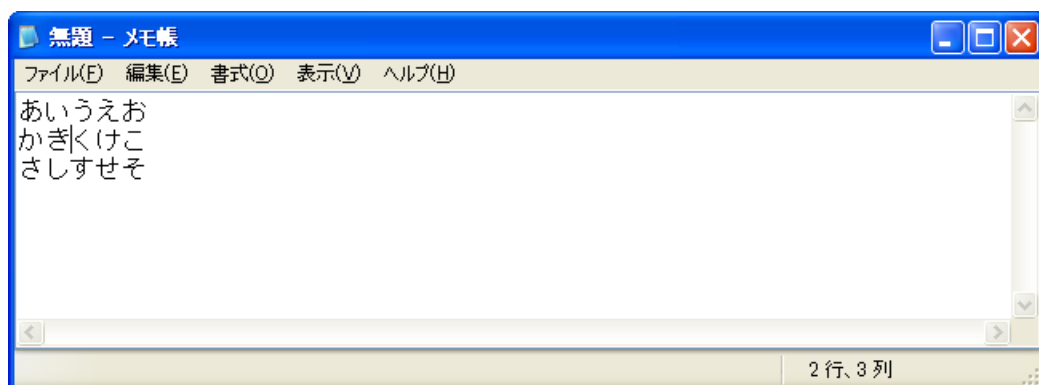 無題 - メモ帳
ファイル(F) 編集(E) 書式(O) 表示(V) ヘルプ(H)
あいうえお
かきくけこ
さしすせそ
2 行、3 列